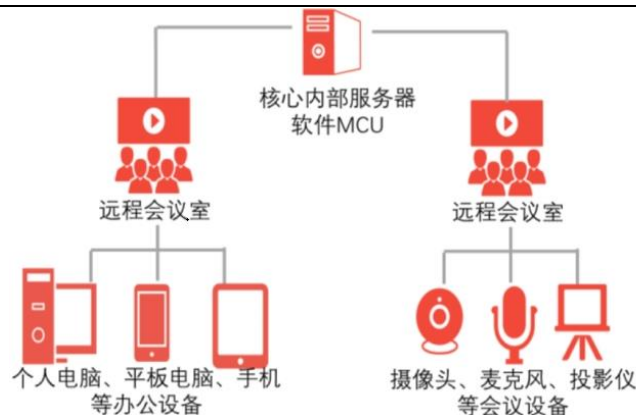 核心内部服务器
软件MCU
远程会议室
远程会议室
个人电脑、平板电脑、手机
等办公设备
摄像头、麦克风、投影仪
等会议设备